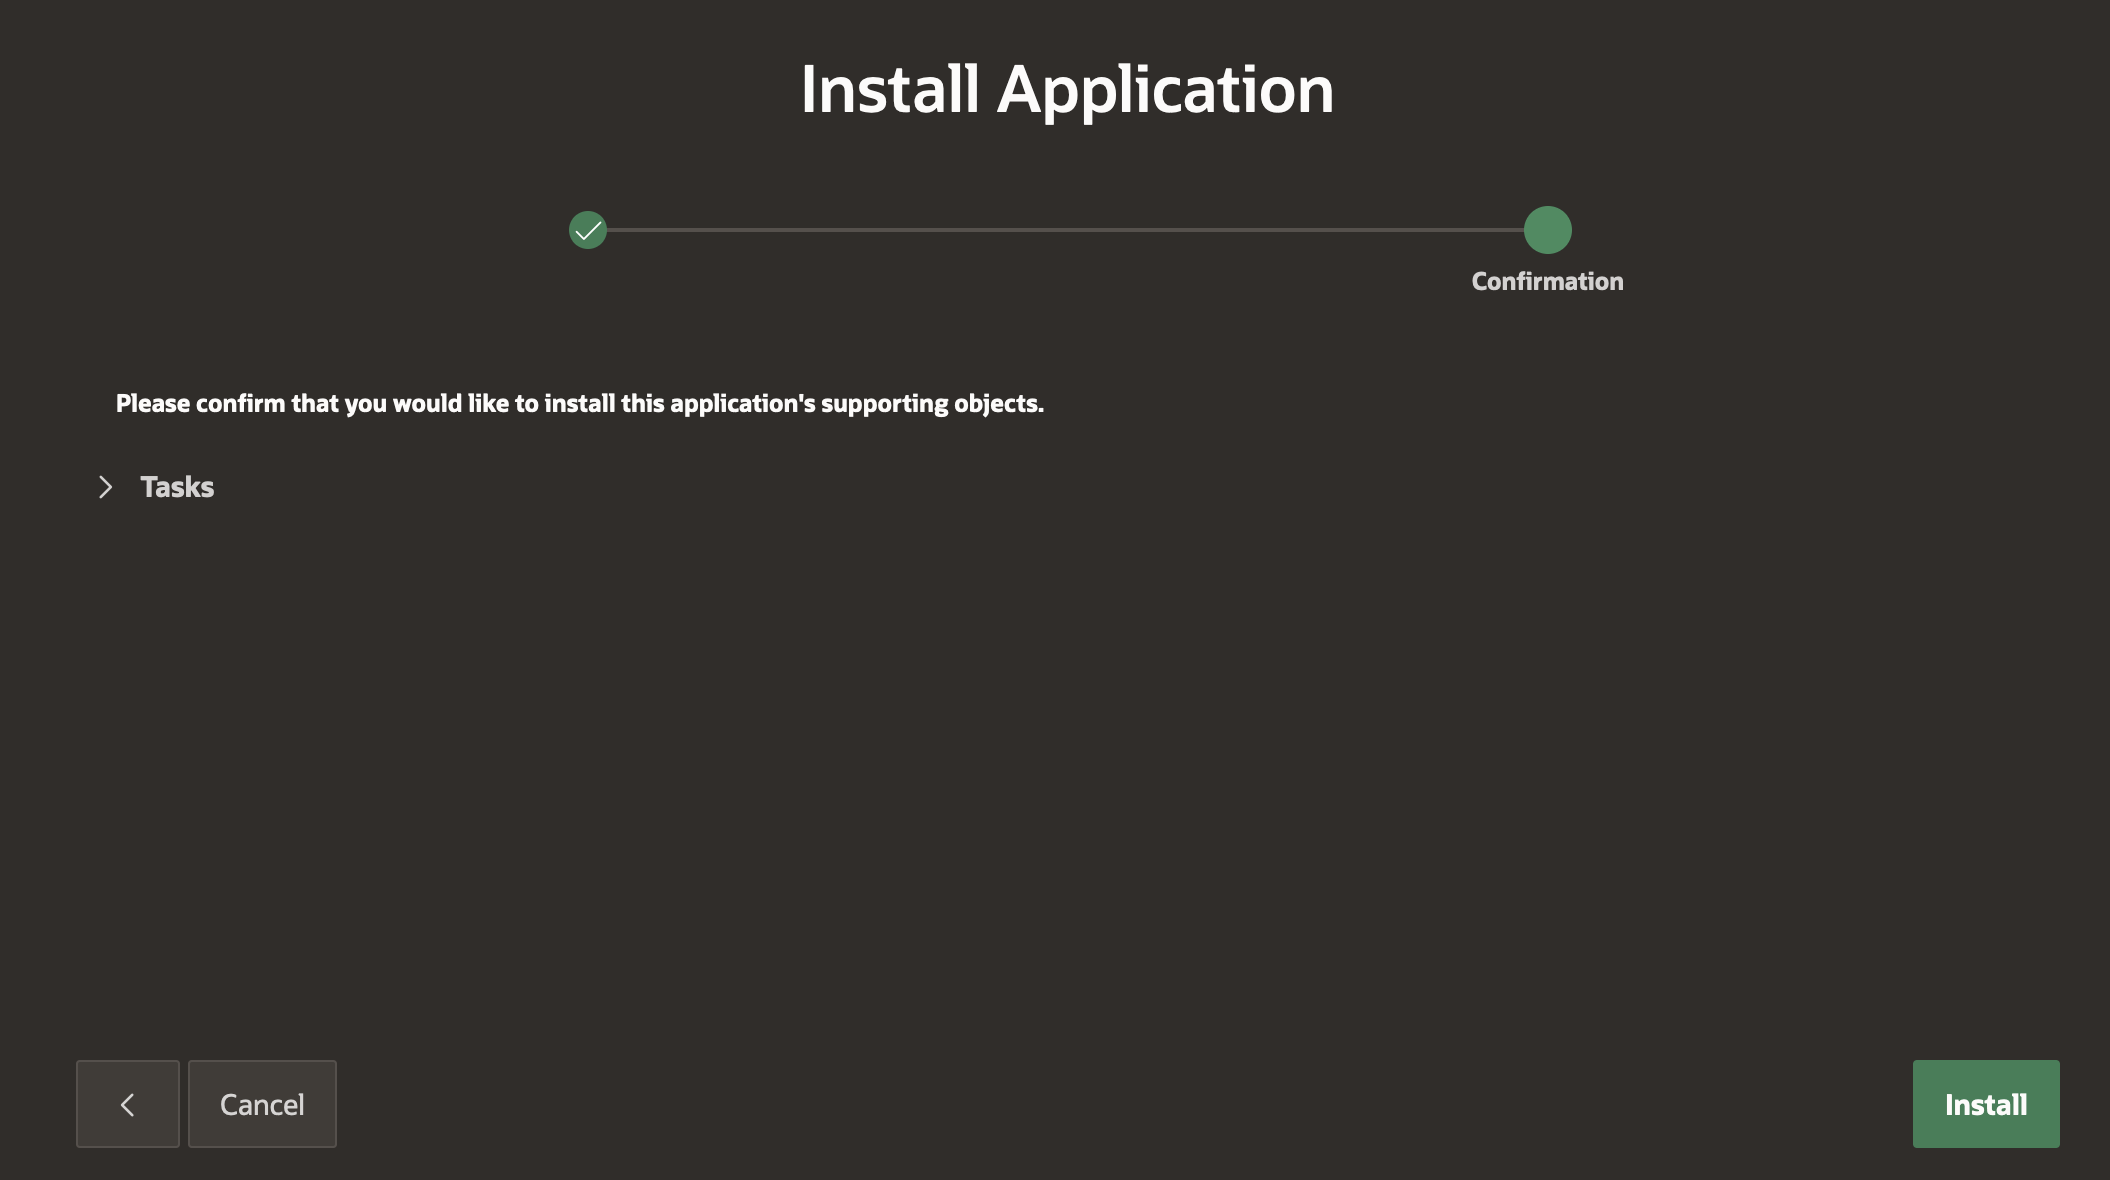 Install Application
Confirmation
Please confirm that you would like to install this application's supporting objects.
Tasks
Cancel
Install